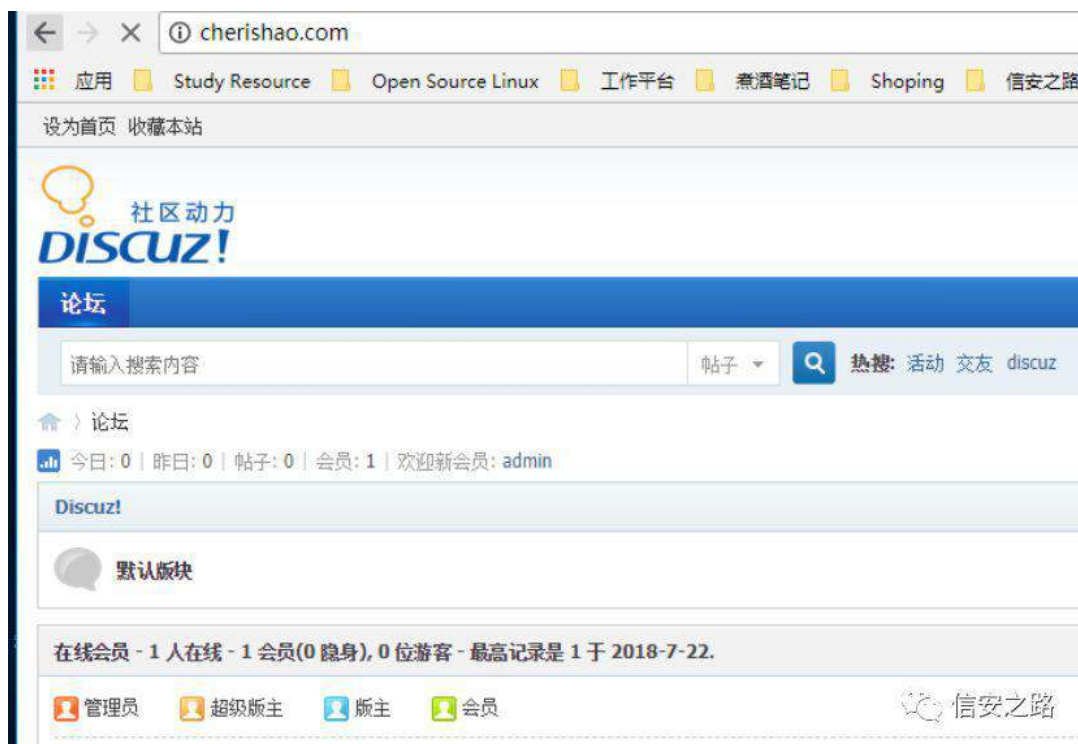 cherishao.com
应用 Study Resource Open Source Linux 工作平台 煮酒笔记 Shoping 信安之路
设为首页 收藏本站
社区动力
DISCUZ!
论坛
请输入搜索内容 帖子 热搜: 活动 交友 discuz
论坛
今日: 0 | 昨日: 0 | 帖子: 0 | 会员: 1 | 欢迎新会员: admin
Discuz!
默认版块
在线会员 - 1 人在线 - 1 会员(0 隐身), 0 位游客 - 最高记录是 1 于 2018-7-22.
管理员 超级版主 版主 会员
信安之路